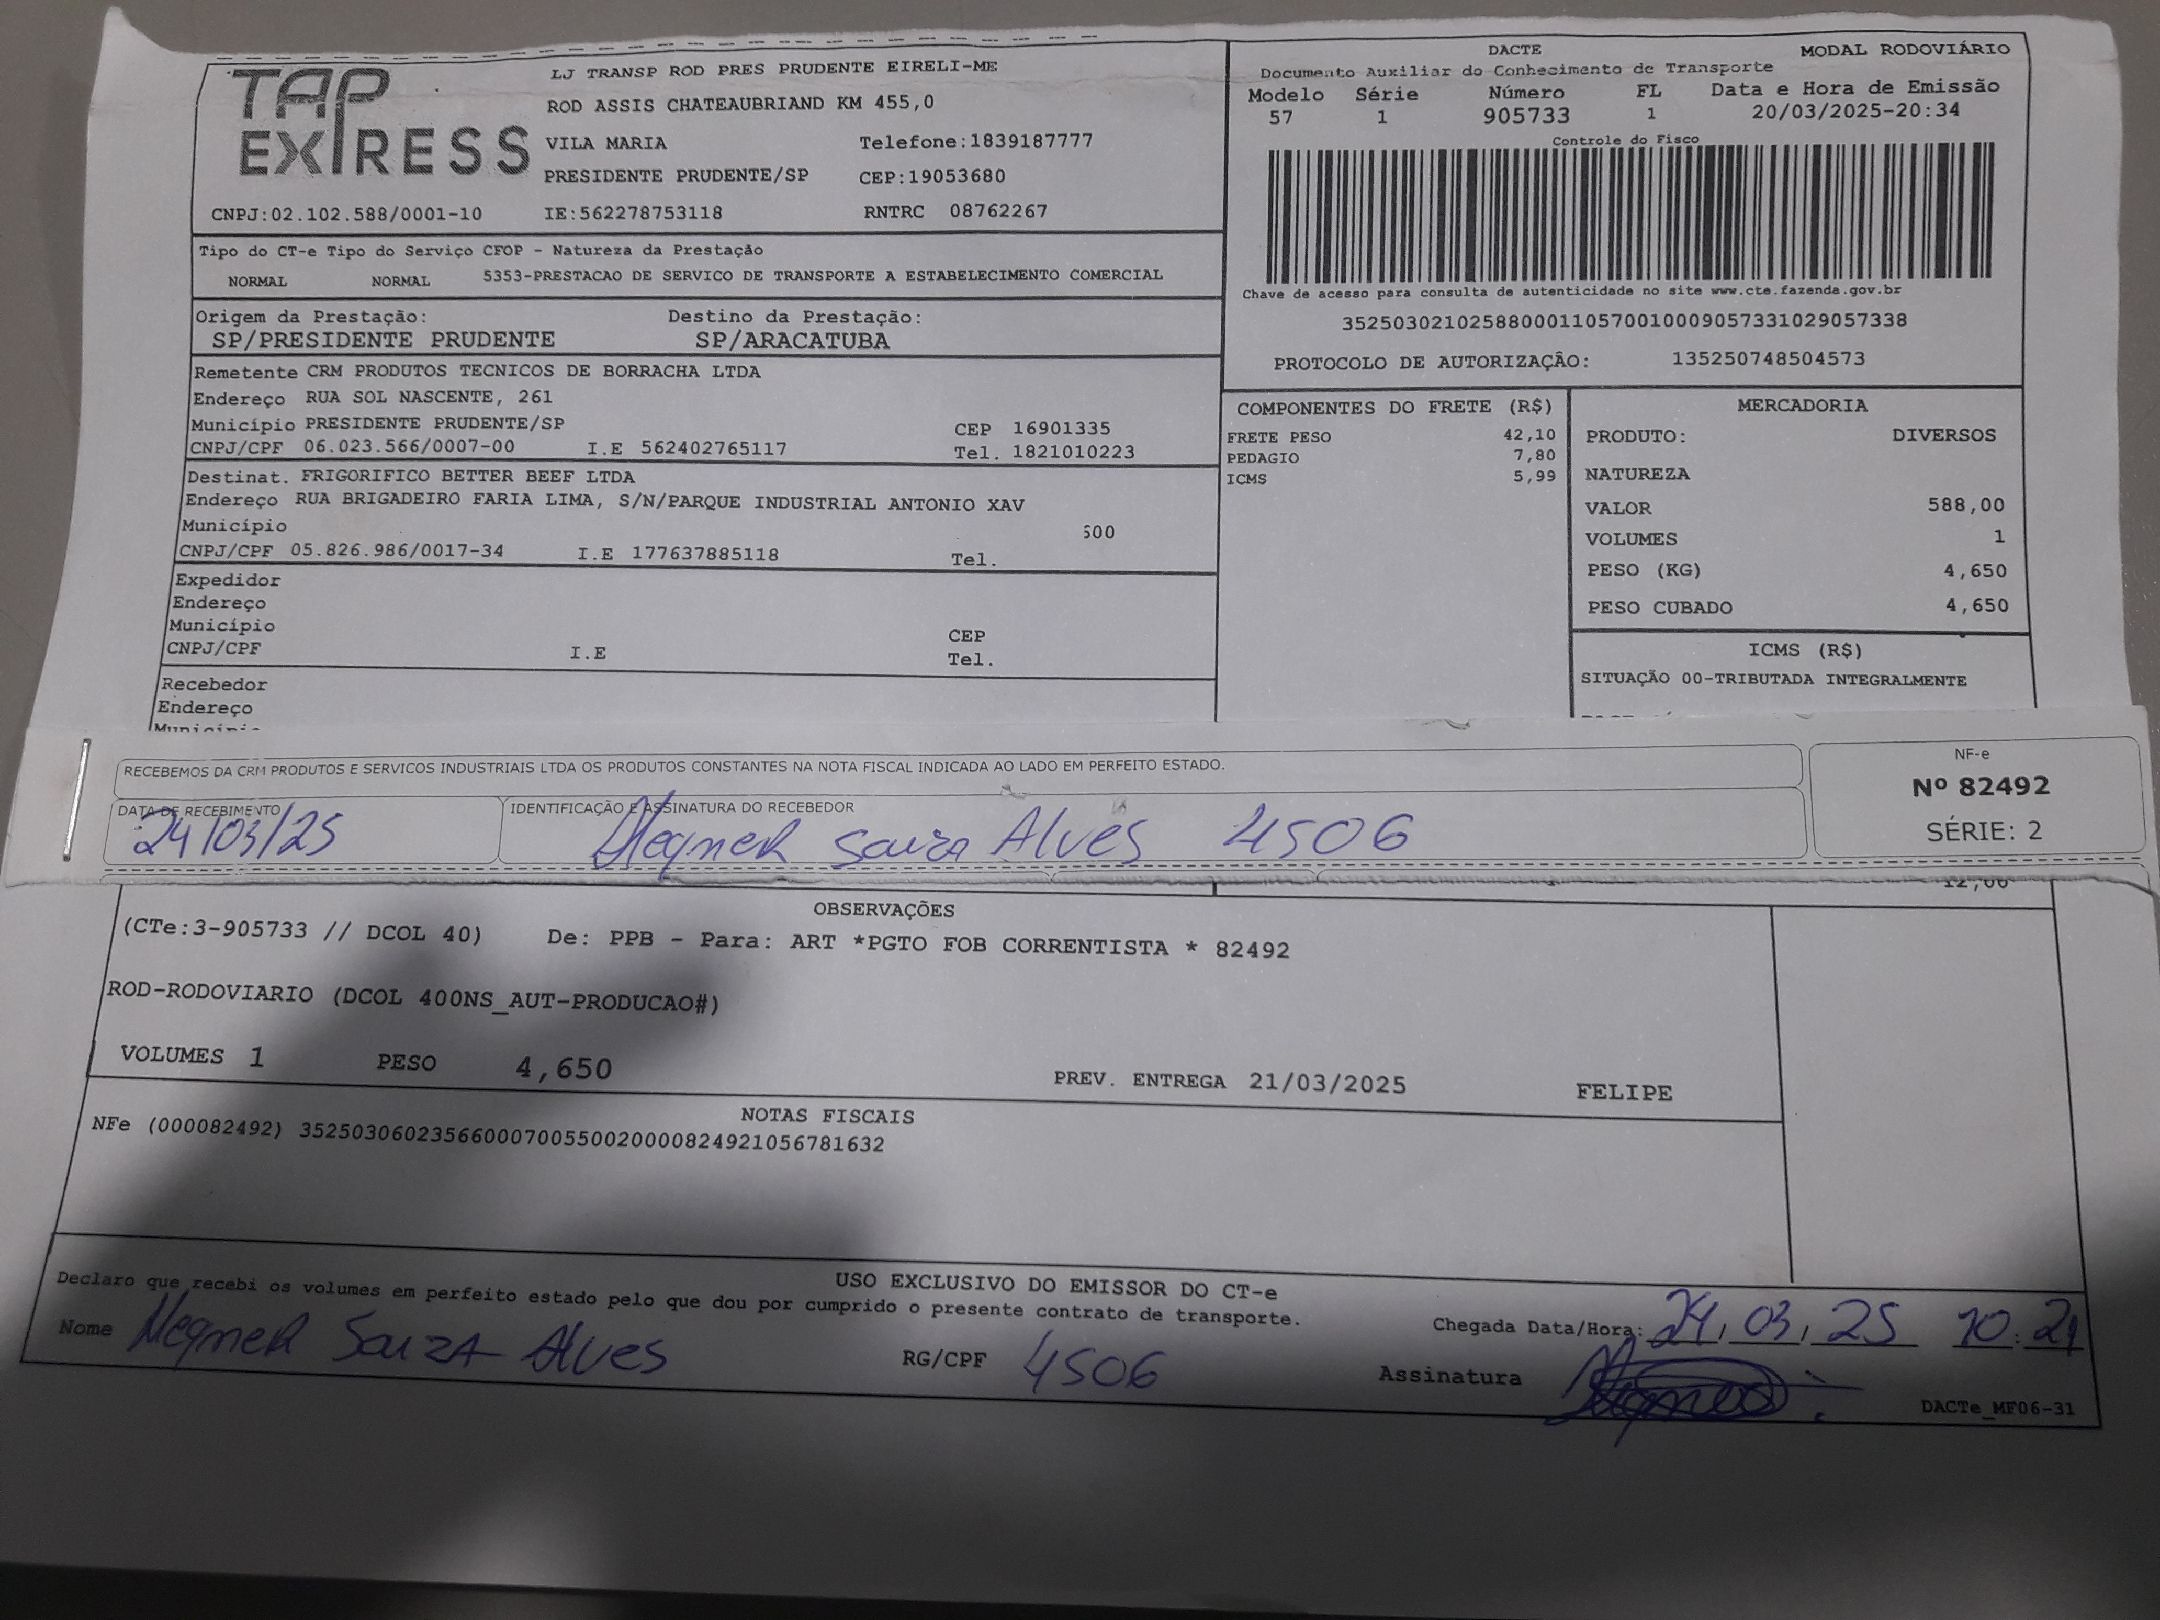 TAP EXPRESS
LJ TRANSP ROD PRES PRUDENTE EIRELI-ME
ROD ASSIS CHATEAUBRIAND KM 455,0
VILA MARIA Telefone:1839187777
PRESIDENTE PRUDENTE/SP CEP:19053680
CNPJ:02.102.588/0001-10 IE:562278753118 RNTRC 08762267
DACTE MODAL RODOVIÁRIO
Documento Auxiliar do Conhecimento de Transporte
Modelo Série Número FL Data e Hora de Emissão
57 1 905733 1 20/03/2025-20:34
Controle do Fisco
Chave de acesso para consulta de autenticidade no site www.cte.fazenda.gov.br
35250302102588000110570010009057331029057338
PROTOCOLO DE AUTORIZAÇÃO: 135250748504573
Tipo do CT-e Tipo do Serviço CFOP - Natureza da Prestação
NORMAL NORMAL 5353-PRESTACAO DE SERVICO DE TRANSPORTE A ESTABELECIMENTO COMERCIAL
Origem da Prestação: Destino da Prestação:
SP/PRESIDENTE PRUDENTE SP/ARACATUBA
Remetente CRM PRODUTOS TECNICOS DE BORRACHA LTDA
Endereço RUA SOL NASCENTE, 261
Município PRESIDENTE PRUDENTE/SP CEP 16901335
CNPJ/CPF 06.023.566/0007-00 I.E 562402765117 Tel. 1821010223
Destinat. FRIGORIFICO BETTER BEEF LTDA
Endereço RUA BRIGADEIRO FARIA LIMA, S/N/PARQUE INDUSTRIAL ANTONIO XAV
Município 500
CNPJ/CPF 05.826.986/0017-34 I.E 177637885118 Tel.
Expedidor
Endereço
Município CEP
CNPJ/CPF I.E Tel.
Recebedor
Endereço
Município
COMPONENTES DO FRETE (R$)
FRETE PESO 42,10
PEDAGIO 7,80
ICMS 5,99
MERCADORIA
PRODUTO: DIVERSOS
NATUREZA
VALOR 588,00
VOLUMES 1
PESO (KG) 4,650
PESO CUBADO 4,650
ICMS (R$)
SITUAÇÃO 00-TRIBUTADA INTEGRALMENTE
RECEBEMOS DA CRM PRODUTOS E SERVICOS INDUSTRIAIS LTDA OS PRODUTOS CONSTANTES NA NOTA FISCAL INDICADA AO LADO EM PERFEITO ESTADO.
DATA DE RECEBIMENTO IDENTIFICAÇÃO E ASSINATURA DO RECEBEDOR
24/03/25 Wegner Souza Alves 4506
NF-e
Nº 82492
SÉRIE: 2
12,00
OBSERVAÇÕES
(CTe:3-905733 // DCOL 40) De: PPB - Para: ART *PGTO FOB CORRENTISTA * 82492
ROD-RODOVIARIO (DCOL 400NS_AUT-PRODUCAO#)
VOLUMES 1 PESO 4,650 PREV. ENTREGA 21/03/2025 FELIPE
NOTAS FISCAIS
NFe (000082492) 35250306023566000700550020000824921056781632
USO EXCLUSIVO DO EMISSOR DO CT-e
Declaro que recebi os volumes em perfeito estado pelo que dou por cumprido o presente contrato de transporte.
Nome Wegner Souza Alves RG/CPF 4506
Chegada Data/Hora: 24, 03, 25 10:21
Assinatura
DACTe_MF06-31